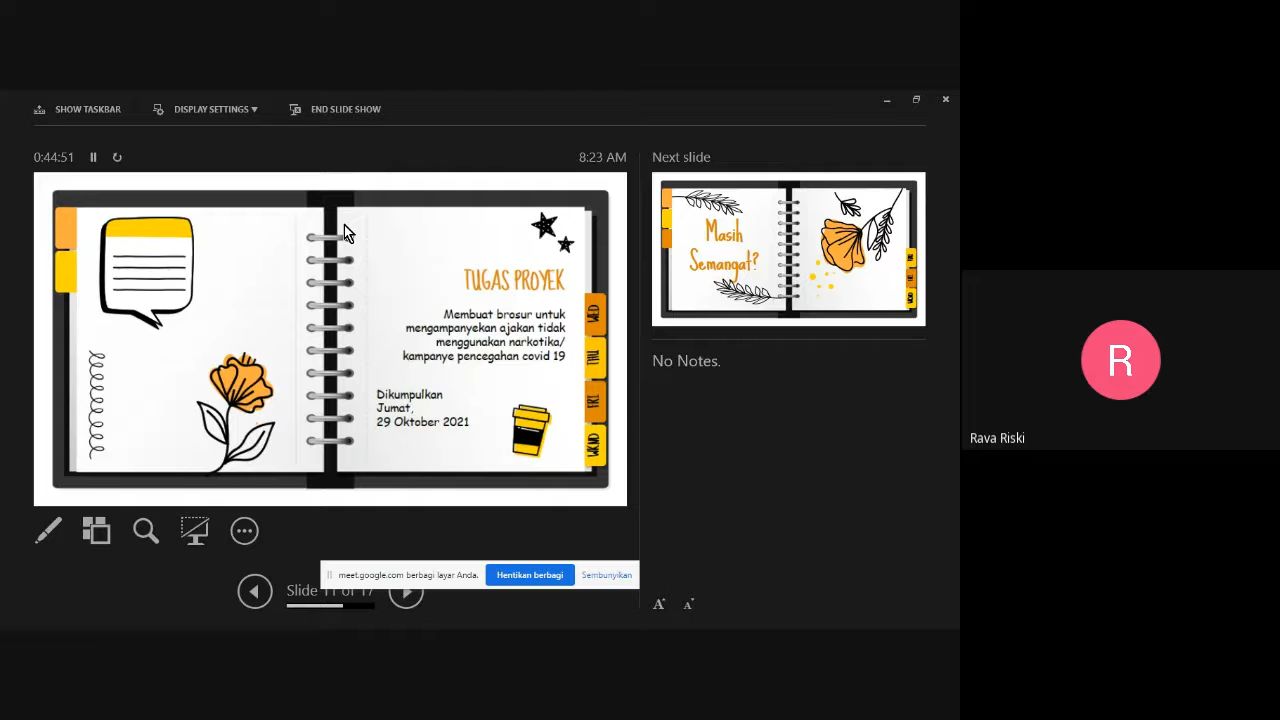 SHOW TASKBAR DISPLAY SETTINGS ▼ END SLIDE SHOW
0:44:51 8:23 AM
TUGAS PROYEK
Membuat brosur untuk
mengampanyekan ajakan tidak
menggunakan narkotika/
kampanye pencegahan covid 19
Dikumpulkan
Jumat,
29 Oktober 2021
WED
THU
FRI
WKND
meet.google.com berbagi layar Anda. Hentikan berbagi Sembunyikan
Slide 11 of 17
Next slide
Masih
Semangat?
No Notes.
A A
R
Rava Riski